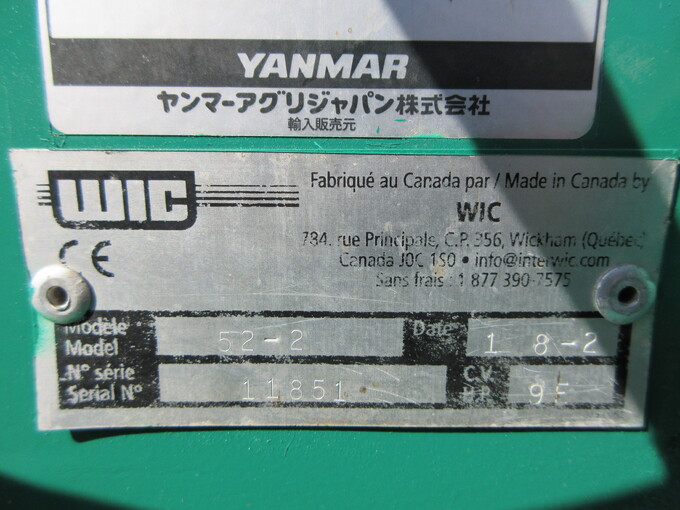 YANMAR
ヤンマーアグリジャパン株式会社
輸入販売元
WIC
Fabriqué au Canada par / Made in Canada by
WIC
784, rue Principale, C.P. 356, Wickham (Québec)
Canada J0C 1S0 • info@interwic.com
Sans frais : 1 877 390-7575
CE
Modèle
Model
52-2
Date
1 8-2
N° série
Serial N°
11851
C.V.
H.P.
9F